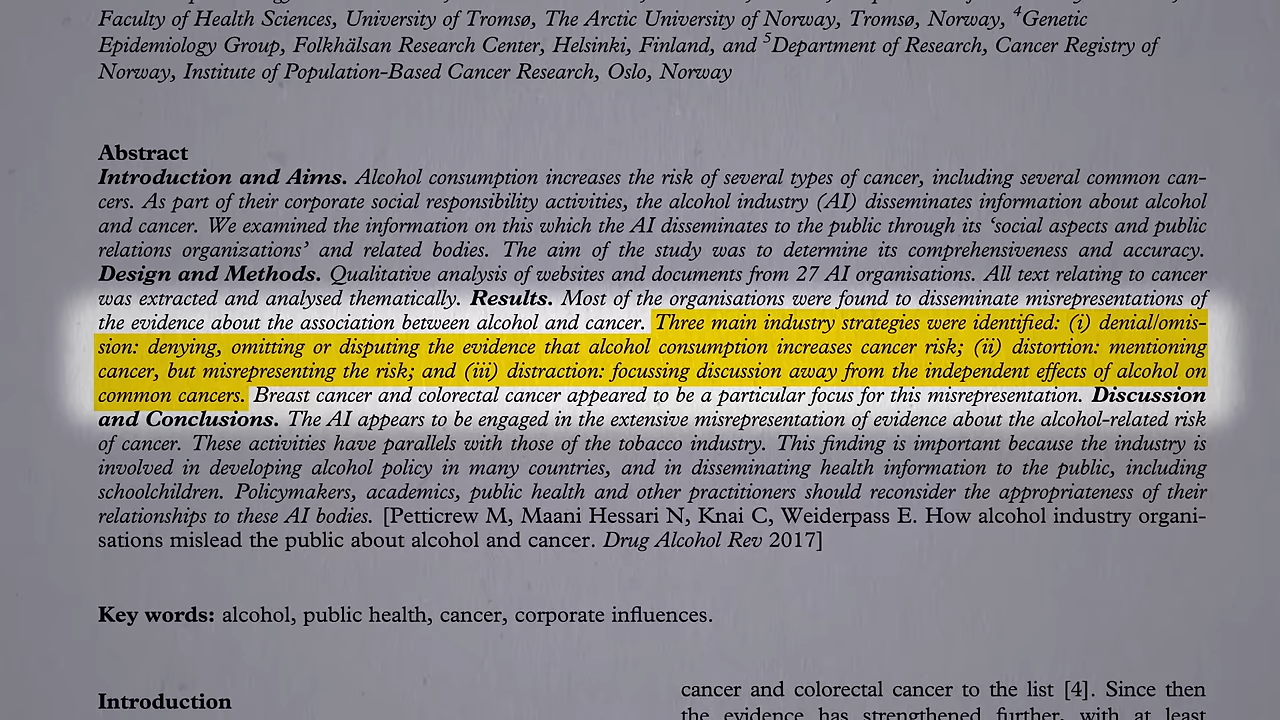 Faculty of Health Sciences, University of Tromsø, The Arctic University of Norway, Tromsø, Norway, ⁴Genetic
Epidemiology Group, Folkhälsan Research Center, Helsinki, Finland, and ⁵Department of Research, Cancer Registry of
Norway, Institute of Population-Based Cancer Research, Oslo, Norway
Abstract
Introduction and Aims. Alcohol consumption increases the risk of several types of cancer, including several common can-
cers. As part of their corporate social responsibility activities, the alcohol industry (AI) disseminates information about alcohol
and cancer. We examined the information on this which the AI disseminates to the public through its ‘social aspects and public
relations organizations’ and related bodies. The aim of the study was to determine its comprehensiveness and accuracy.
Design and Methods. Qualitative analysis of websites and documents from 27 AI organisations. All text relating to cancer
was extracted and analysed thematically. Results. Most of the organisations were found to disseminate misrepresentations of
the evidence about the association between alcohol and cancer. Three main industry strategies were identified: (i) denial/omis-
sion: denying, omitting or disputing the evidence that alcohol consumption increases cancer risk; (ii) distortion: mentioning
cancer, but misrepresenting the risk; and (iii) distraction: focussing discussion away from the independent effects of alcohol on
common cancers. Breast cancer and colorectal cancer appeared to be a particular focus for this misrepresentation. Discussion
and Conclusions. The AI appears to be engaged in the extensive misrepresentation of evidence about the alcohol-related risk
of cancer. These activities have parallels with those of the tobacco industry. This finding is important because the industry is
involved in developing alcohol policy in many countries, and in disseminating health information to the public, including
schoolchildren. Policymakers, academics, public health and other practitioners should reconsider the appropriateness of their
relationships to these AI bodies. [Petticrew M, Maani Hessari N, Knai C, Weiderpass E. How alcohol industry organi-
sations mislead the public about alcohol and cancer. Drug Alcohol Rev 2017]
Key words: alcohol, public health, cancer, corporate influences.
Introduction
cancer and colorectal cancer to the list [4]. Since then
the evidence has strengthened further, with at least